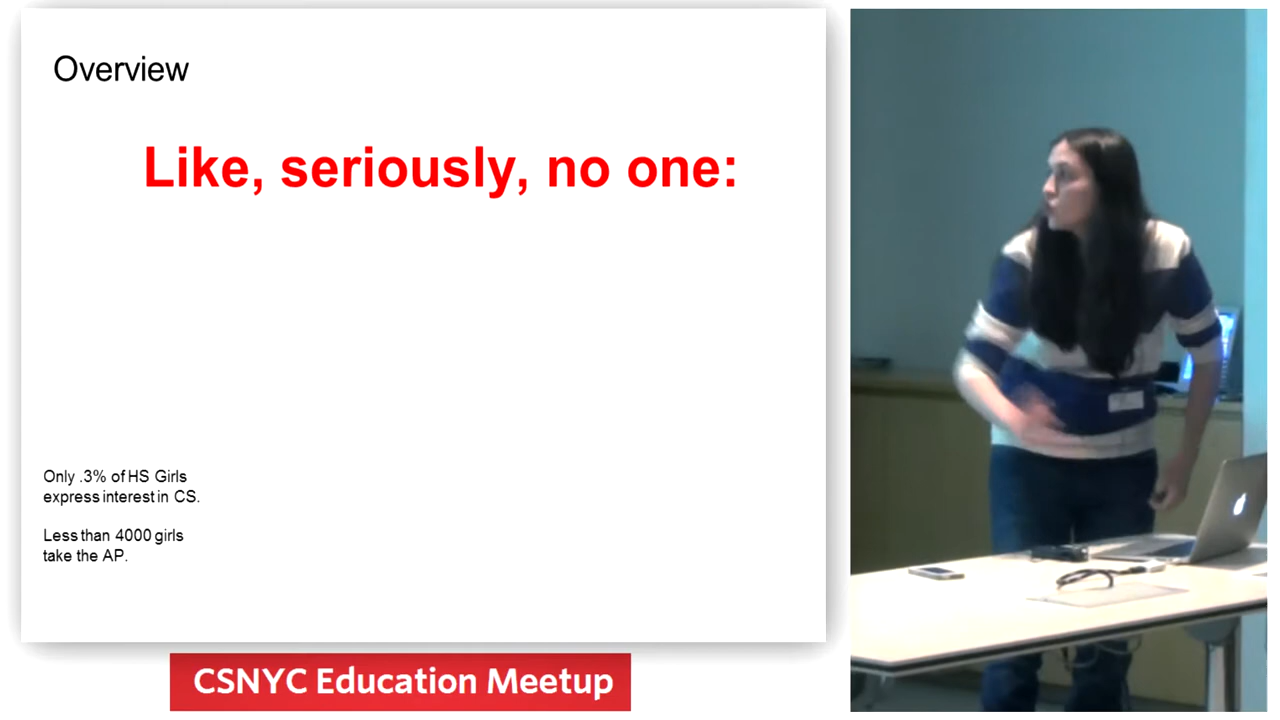 Overview
Like, seriously, no one:
Only .3% of HS Girls
express interest in CS.
Less than 4000 girls
take the AP.
CSNYC Education Meetup